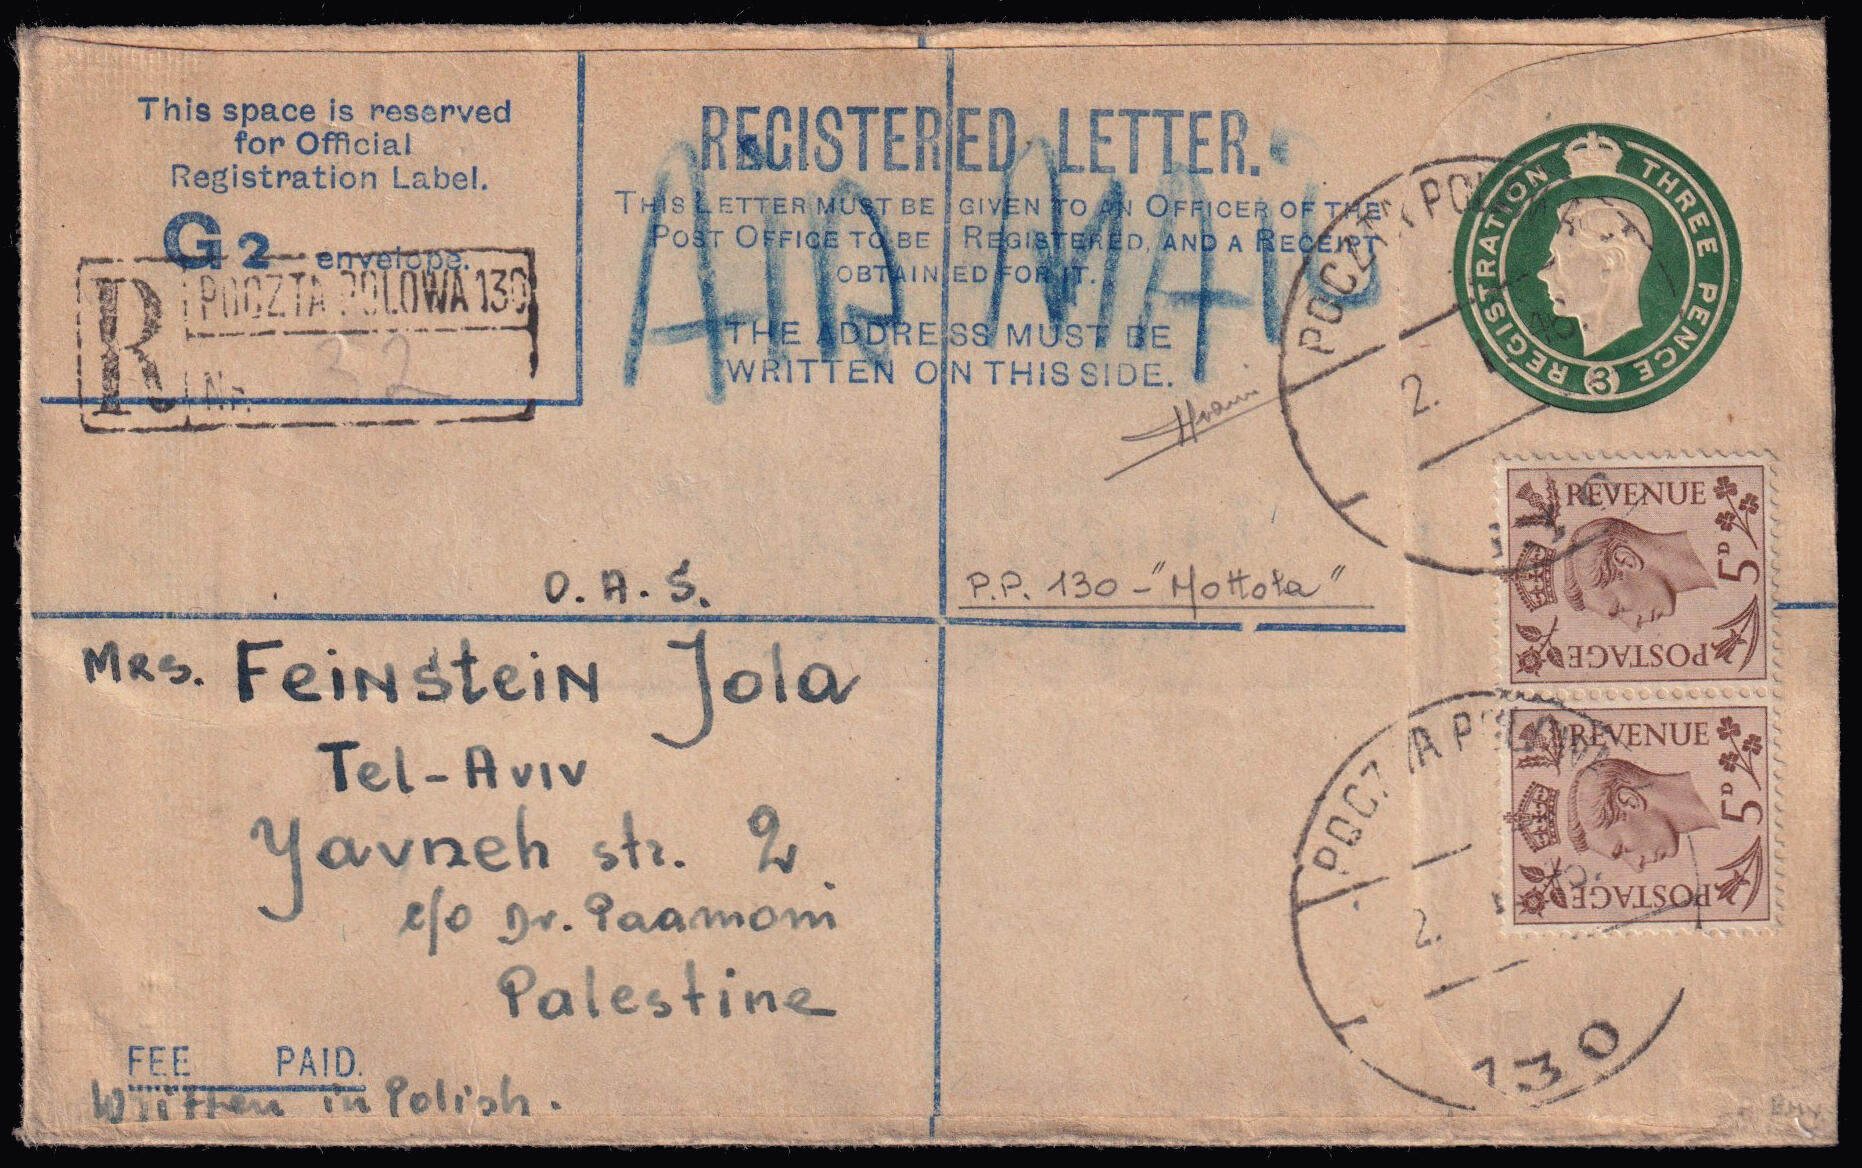 This space is reserved
for Official
Registration Label.
G2 envelope.
R POCZTA POLOWA 130
Nr. 32
REGISTERED LETTER.
THIS LETTER MUST BE GIVEN TO AN OFFICER OF THE
POST OFFICE TO BE REGISTERED, AND A RECEIPT
OBTAINED FOR IT.
THE ADDRESS MUST BE
WRITTEN ON THIS SIDE.
AIR MAIL
REGISTRATION THREE PENCE 3
POCZTA POLOWA
2.
REVENUE
5D
POSTAGE
REVENUE
5D
POSTAGE
POCZTA POLOWA
2.
130
O.A.S.
P.P. 130 - "Mottola"
Mrs. Feinstein Jola
Tel-Aviv
Yavneh str. 2
c/o Dr. Paamoni
Palestine
FEE PAID.
Written in Polish.